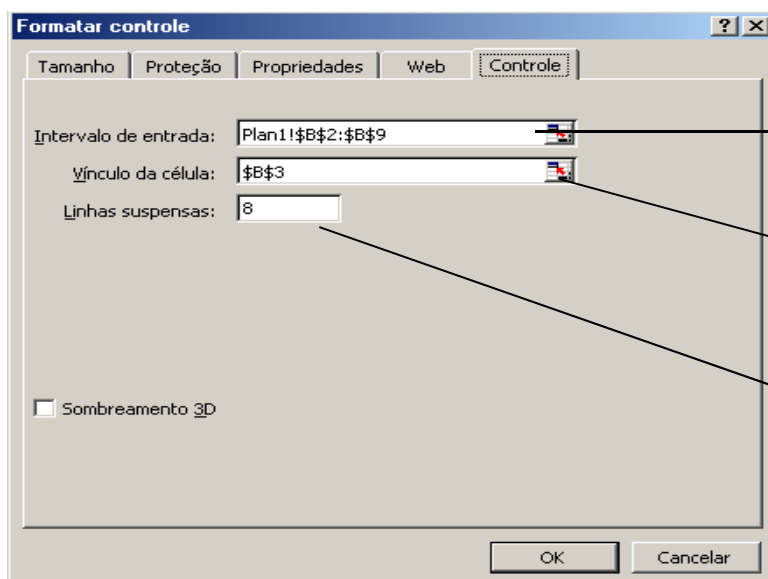 Formatar controle
Tamanho Proteção Propriedades Web Controle
Intervalo de entrada: Plan1!$B$2:$B$9
Vínculo da célula: $B$3
Linhas suspensas: 8
Sombreamento 3D
OK Cancelar